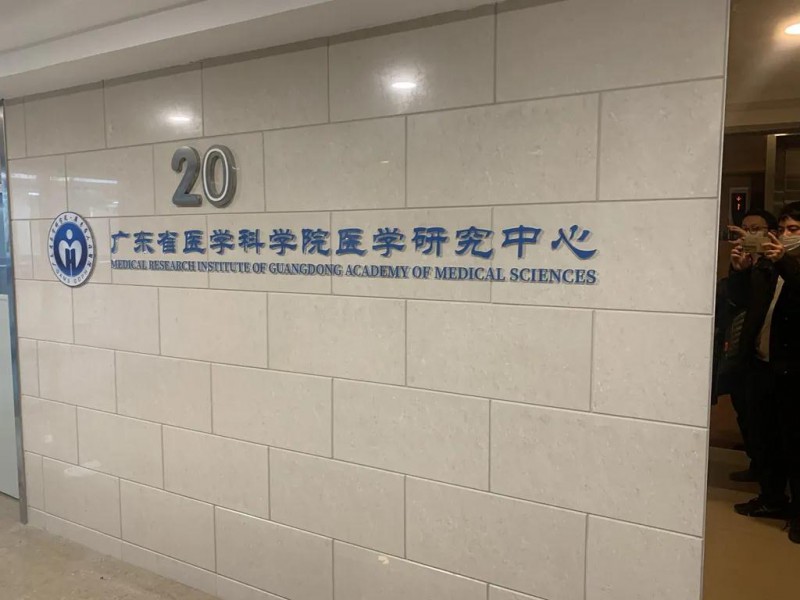 20
广东省医学科学院医学研究中心
MEDICAL RESEARCH INSTITUTE OF GUANGDONG ACADEMY OF MEDICAL SCIENCES